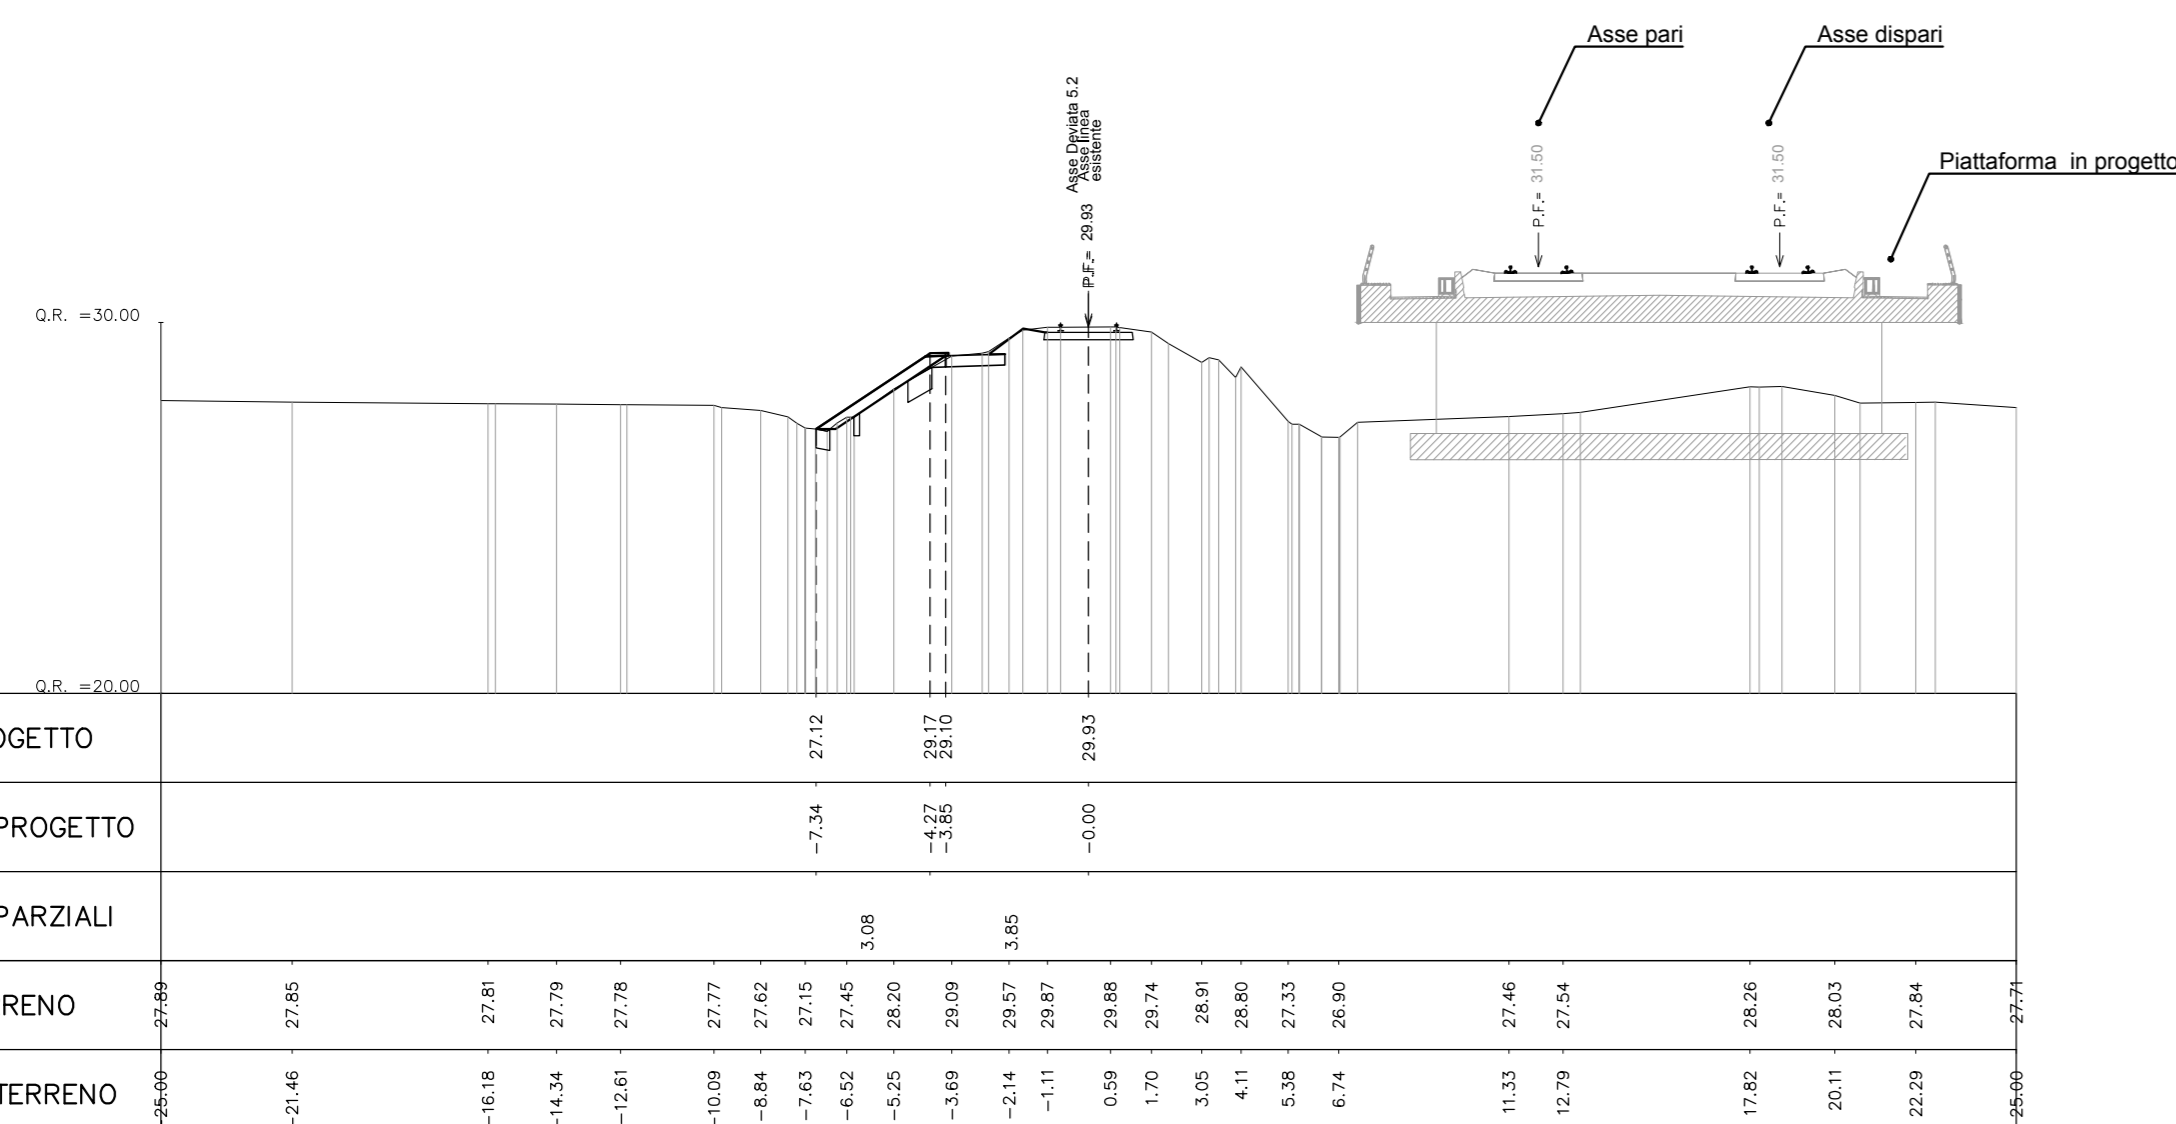 Asse pari
Asse dispari
Asse Deviata 5.2
Asse linea
esistente
P.F.= 29.93
P.F.= 31.50
P.F.= 31.50
Piattaforma in progetto
Q.R. =30.00
Q.R. =20.00
OGETTO
27.12 29.17 29.10 29.93
PROGETTO
-7.34 -4.27 -3.85 -0.00
PARZIALI
3.08 3.85
RENO
27.89 27.85 27.81 27.79 27.78 27.77 27.62 27.15 27.45 28.20 29.09 29.57 29.87 29.88 29.74 28.91 28.80 27.33 26.90 27.46 27.54 28.26 28.03 27.84 27.71
TERRENO
-25.00 -21.46 -16.18 -14.34 -12.61 -10.09 -8.84 -7.63 -6.52 -5.25 -3.69 -2.14 -1.11 0.59 1.70 3.05 4.11 5.38 6.74 11.33 12.79 17.82 20.11 22.29 25.00